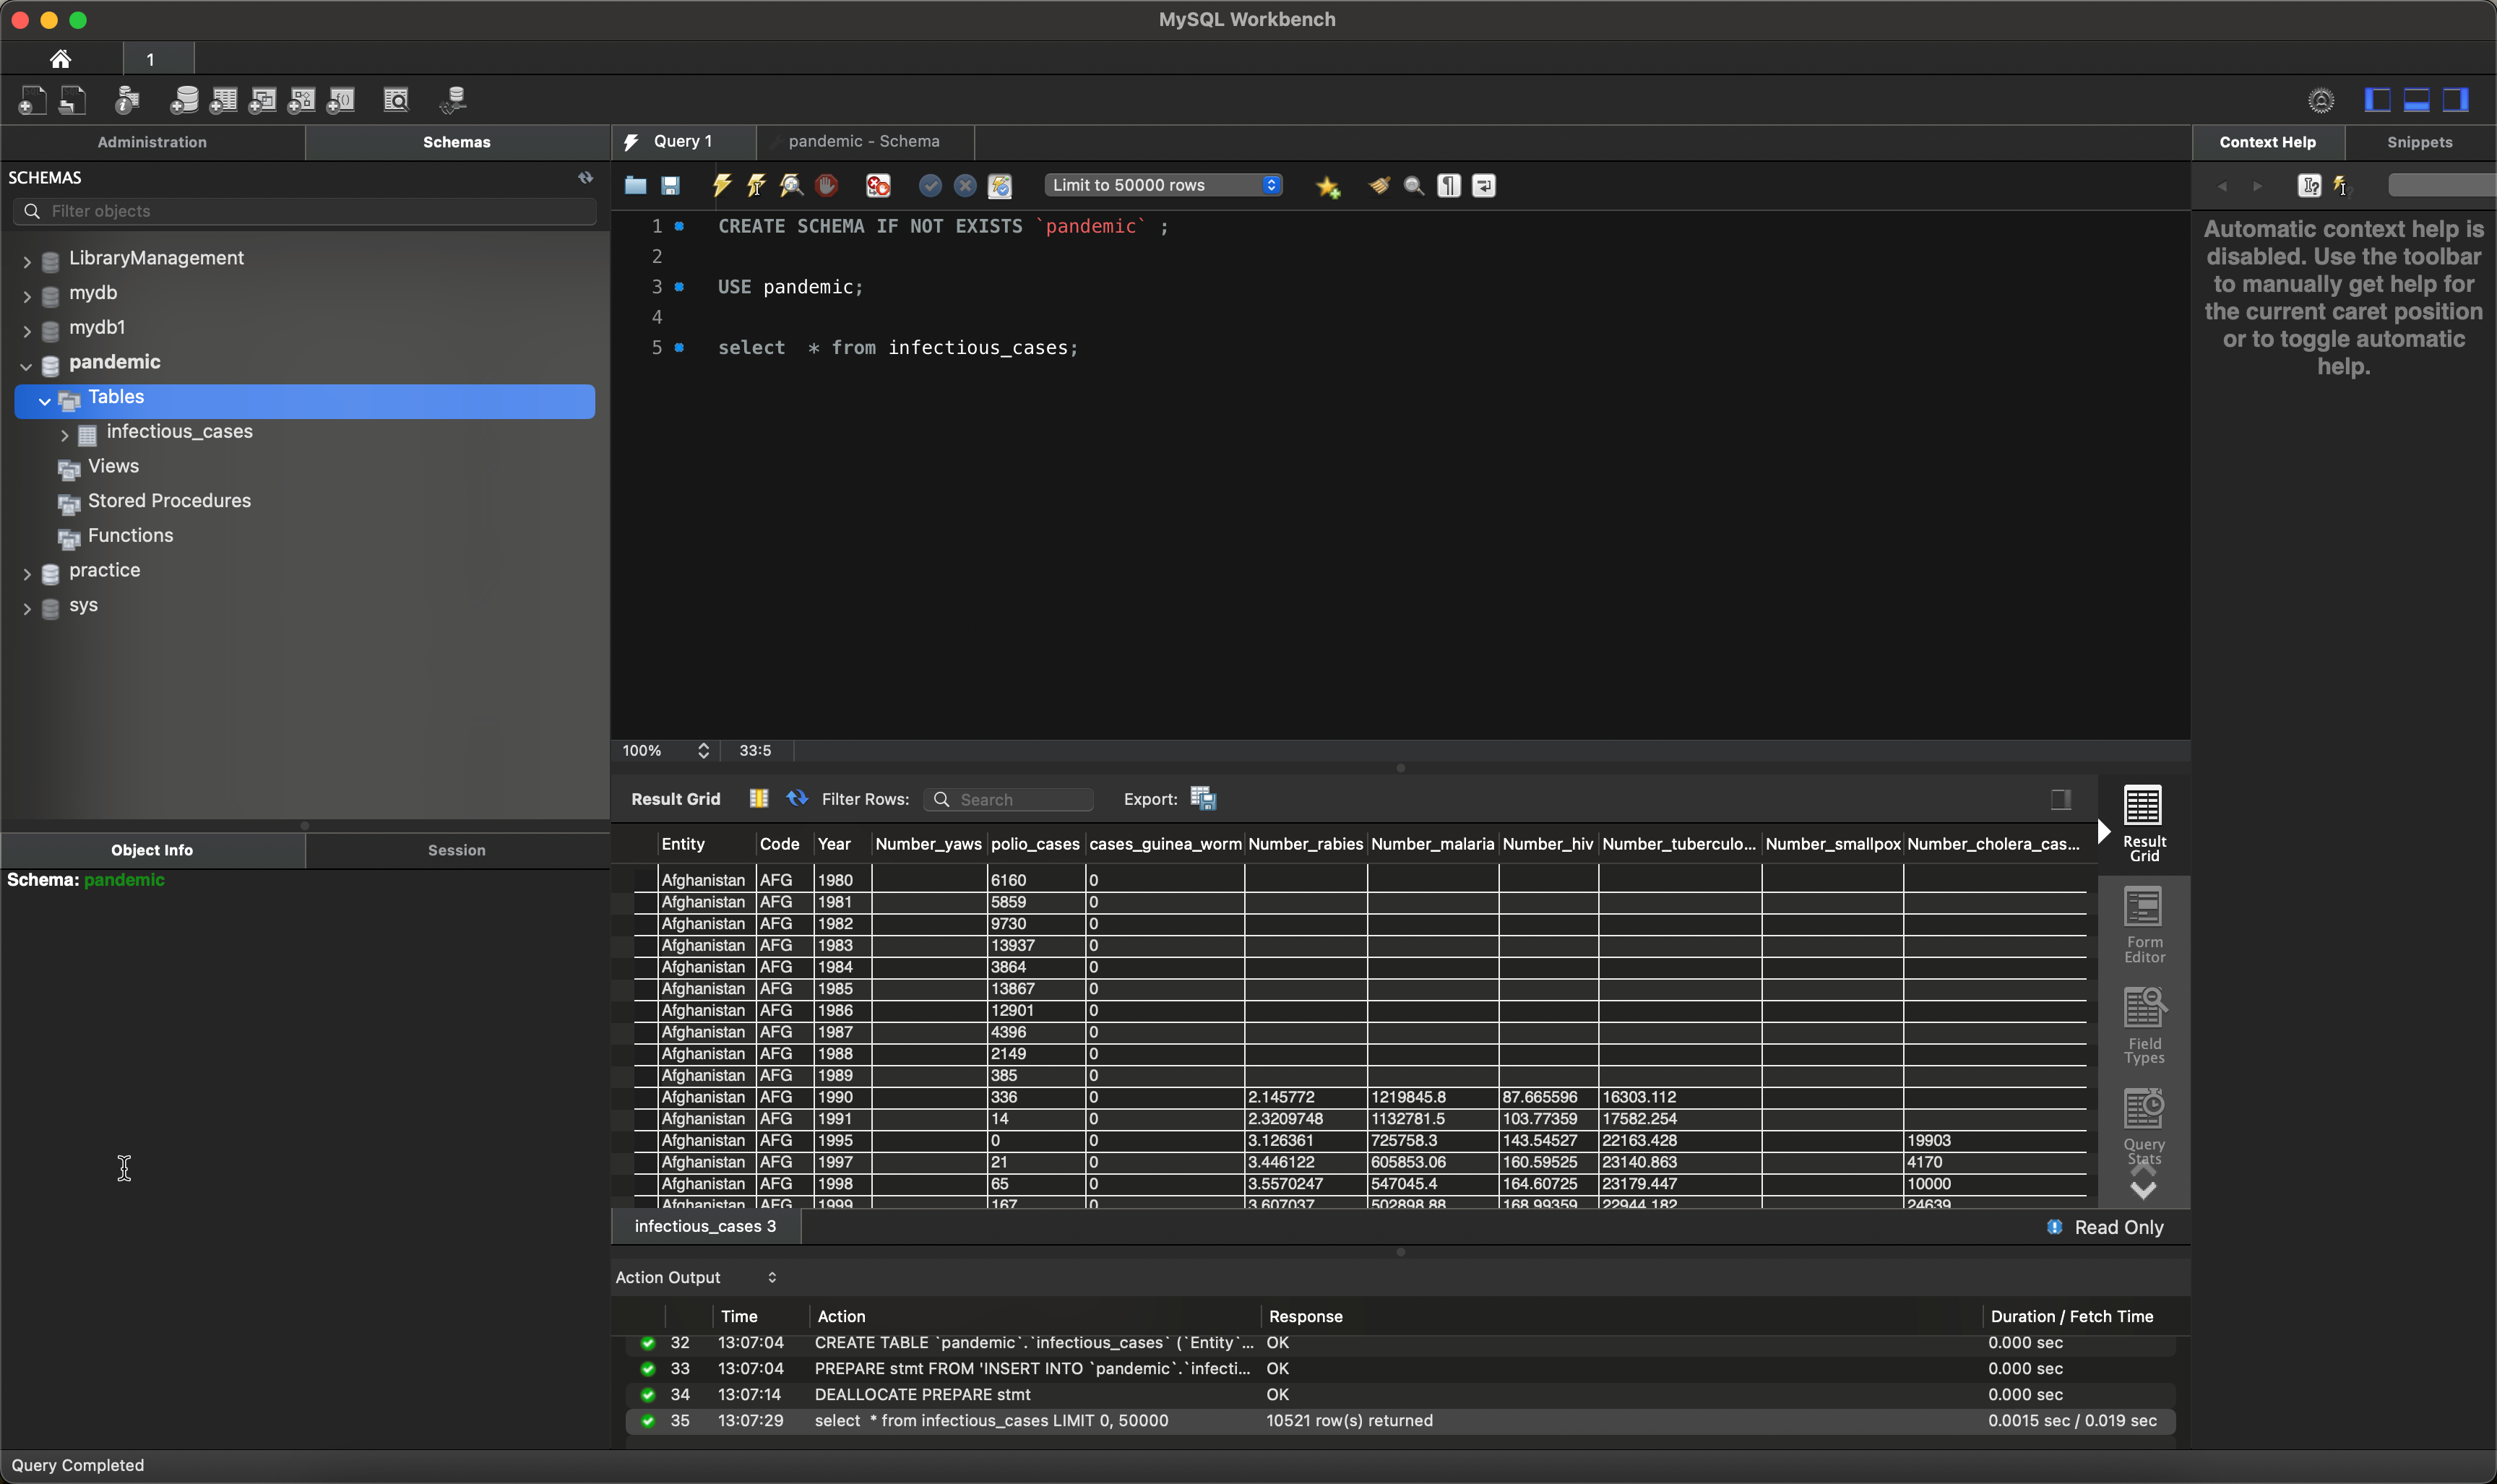 MySQL Workbench
1
Administration
Schemas
SCHEMAS
Filter objects
LibraryManagement
mydb
mydb1
pandemic
Tables
infectious_cases
Views
Stored Procedures
Functions
practice
sys
Object Info
Session
Schema: pandemic
Query 1
pandemic - Schema
Limit to 50000 rows
1 CREATE SCHEMA IF NOT EXISTS `pandemic` ;
2
3 USE pandemic;
4
5 select * from infectious_cases;
100% 33:5
Result Grid Filter Rows: Search Export:
Entity Code Year Number_yaws polio_cases cases_guinea_worm Number_rabies Number_malaria Number_hiv Number_tuberculo... Number_smallpox Number_cholera_cas...
Afghanistan AFG 1980 6160 0
Afghanistan AFG 1981 5859 0
Afghanistan AFG 1982 9730 0
Afghanistan AFG 1983 13937 0
Afghanistan AFG 1984 3864 0
Afghanistan AFG 1985 13867 0
Afghanistan AFG 1986 12901 0
Afghanistan AFG 1987 4396 0
Afghanistan AFG 1988 2149 0
Afghanistan AFG 1989 385 0
Afghanistan AFG 1990 336 0 2.145772 1219845.8 87.665596 16303.112
Afghanistan AFG 1991 14 0 2.3209748 1132781.5 103.77359 17582.254
Afghanistan AFG 1995 0 0 3.126361 725758.3 143.54527 22163.428 19903
Afghanistan AFG 1997 21 0 3.446122 605853.06 160.59525 23140.863 4170
Afghanistan AFG 1998 65 0 3.5570247 547045.4 164.60725 23179.447 10000
Afghanistan AFG 1999 167 0 3.607037 502898.88 168.99359 22944.182 24639
Result
Grid
Form
Editor
Field
Types
Query
Stats
infectious_cases 3
Read Only
Action Output
Time Action Response Duration / Fetch Time
32 13:07:04 CREATE TABLE `pandemic`.`infectious_cases` (`Entity`... OK 0.000 sec
33 13:07:04 PREPARE stmt FROM 'INSERT INTO `pandemic`.`infecti... OK 0.000 sec
34 13:07:14 DEALLOCATE PREPARE stmt OK 0.000 sec
35 13:07:29 select * from infectious_cases LIMIT 0, 50000 10521 row(s) returned 0.0015 sec / 0.019 sec
Context Help
Snippets
Automatic context help is
disabled. Use the toolbar
to manually get help for
the current caret position
or to toggle automatic
help.
Query Completed